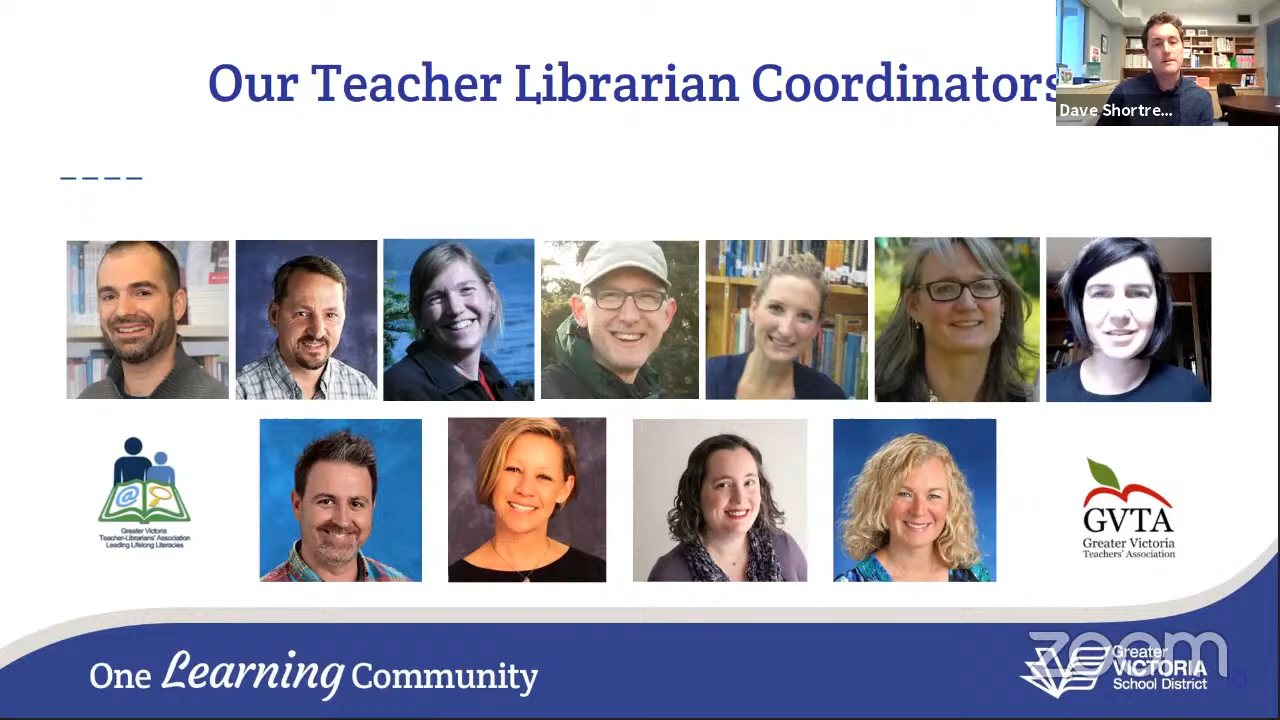 Our Teacher Librarian Coordinators
Dave Shortre...
Greater Victoria
Teacher-Librarians' Association
Leading Lifelong Literacies
GVTA
Greater Victoria
Teachers' Association
One Learning Community
zoom
Greater
VICTORIA
School District